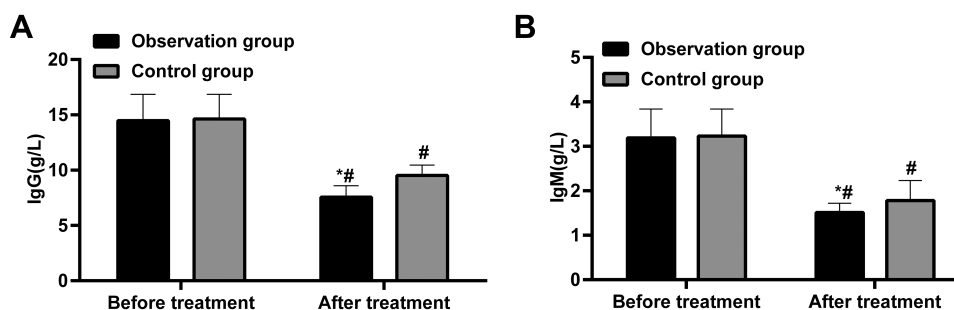 A
Observation group
Control group
IgG(g/L)
20
15
10
5
0
*#
#
Before treatment
After treatment
B
Observation group
Control group
IgM(g/L)
5
4
3
2
1
0
*#
#
Before treatment
After treatment